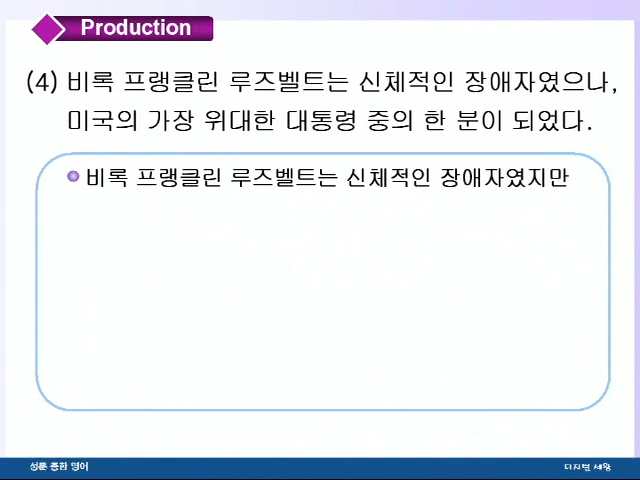 Production
(4) 비록 프랭클린 루즈벨트는 신체적인 장애자였으나,
미국의 가장 위대한 대통령 중의 한 분이 되었다.
비록 프랭클린 루즈벨트는 신체적인 장애자였지만
성문 종합 영어
디지털 세왕